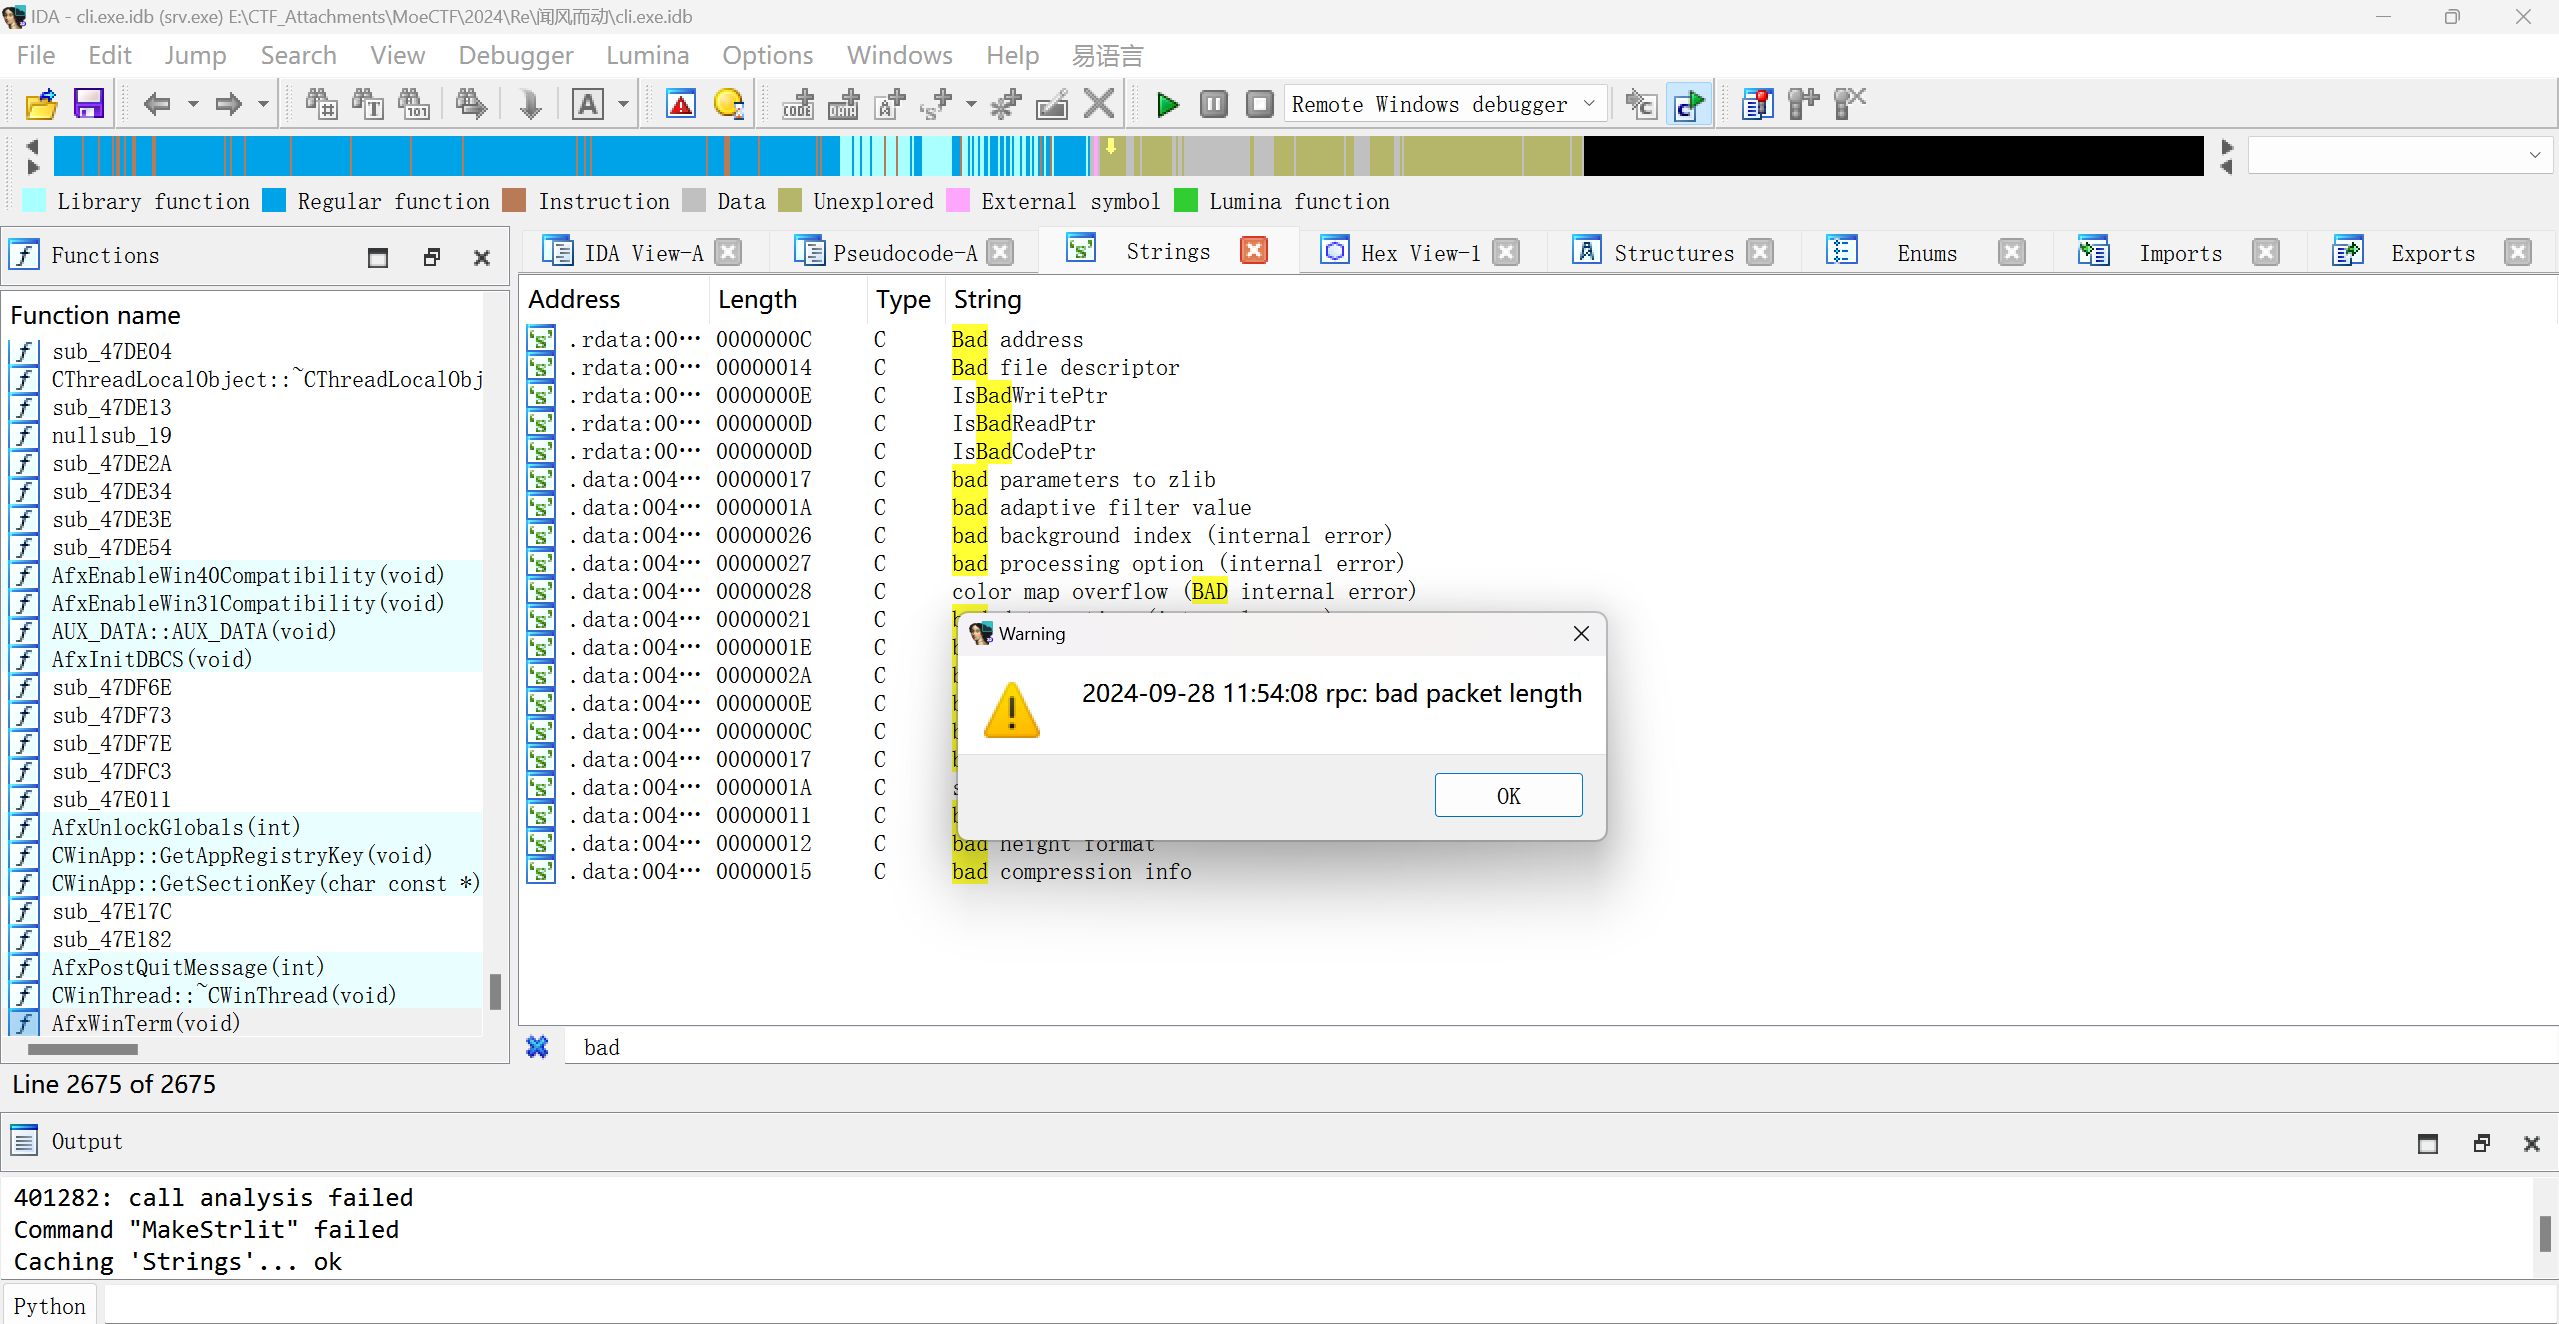 IDA - cli.exe.idb (srv.exe) E:\CTF_Attachments\MoeCTF\2024\Re\闻风而动\cli.exe.idb
File Edit Jump Search View Debugger Lumina Options Windows Help 易语言
Remote Windows debugger
Library function Regular function Instruction Data Unexplored External symbol Lumina function
Functions
IDA View-A Pseudocode-A Strings Hex View-1 Structures Enums Imports Exports
Function name
sub_47DE04
CThreadLocalObject::~CThreadLocalObj
sub_47DE13
nullsub_19
sub_47DE2A
sub_47DE34
sub_47DE3E
sub_47DE54
AfxEnableWin40Compatibility(void)
AfxEnableWin31Compatibility(void)
AUX_DATA::AUX_DATA(void)
AfxInitDBCS(void)
sub_47DF6E
sub_47DF73
sub_47DF7E
sub_47DFC3
sub_47E011
AfxUnlockGlobals(int)
CWinApp::GetAppRegistryKey(void)
CWinApp::GetSectionKey(char const *)
sub_47E17C
sub_47E182
AfxPostQuitMessage(int)
CWinThread::~CWinThread(void)
AfxWinTerm(void)
Line 2675 of 2675
Address Length Type String
.rdata:00… 0000000C C Bad address
.rdata:00… 00000014 C Bad file descriptor
.rdata:00… 0000000E C IsBadWritePtr
.rdata:00… 0000000D C IsBadReadPtr
.rdata:00… 0000000D C IsBadCodePtr
.data:004… 00000017 C bad parameters to zlib
.data:004… 0000001A C bad adaptive filter value
.data:004… 00000026 C bad background index (internal error)
.data:004… 00000027 C bad processing option (internal error)
.data:004… 00000028 C color map overflow (BAD internal error)
.data:004… 00000021 C
.data:004… 0000001E C
.data:004… 0000002A C
.data:004… 0000000E C
.data:004… 0000000C C
.data:004… 00000017 C
.data:004… 0000001A C
.data:004… 00000011 C
.data:004… 00000012 C bad height format
.data:004… 00000015 C bad compression info
Warning
2024-09-28 11:54:08 rpc: bad packet length
OK
bad
Output
401282: call analysis failed
Command "MakeStrlit" failed
Caching 'Strings'... ok
Python